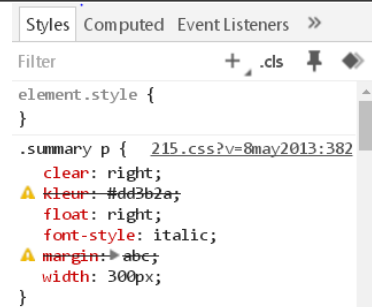 Styles Computed Event Listeners »
Filter + .cls
element.style {
}
.summary p { 215.css?v=8may2013:382
clear: right;
kleur: #dd3b2a;
float: right;
font-style: italic;
margin:▶abc;
width: 300px;
}